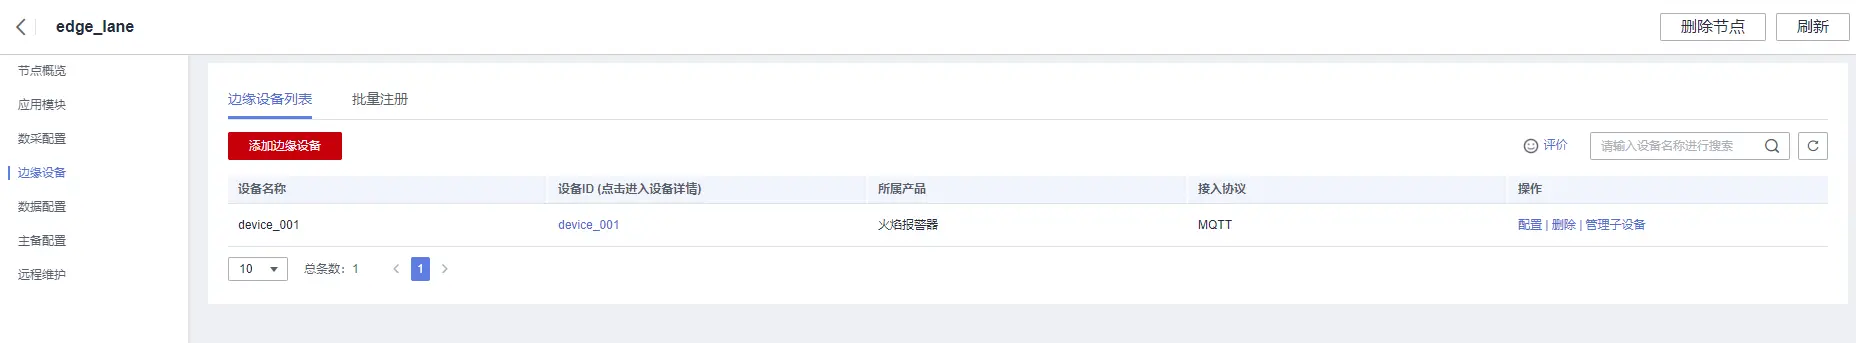 edge_lane 删除节点 刷新
节点概览
应用模块
数采配置
边缘设备
数据配置
主备配置
远程维护
边缘设备列表 批量注册
添加边缘设备 评价 请输入设备名称进行搜索
设备名称 设备ID (点击进入设备详情) 所属产品 接入协议 操作
device_001 device_001 火焰报警器 MQTT 配置 | 删除 | 管理子设备
10 总条数: 1 < 1 >